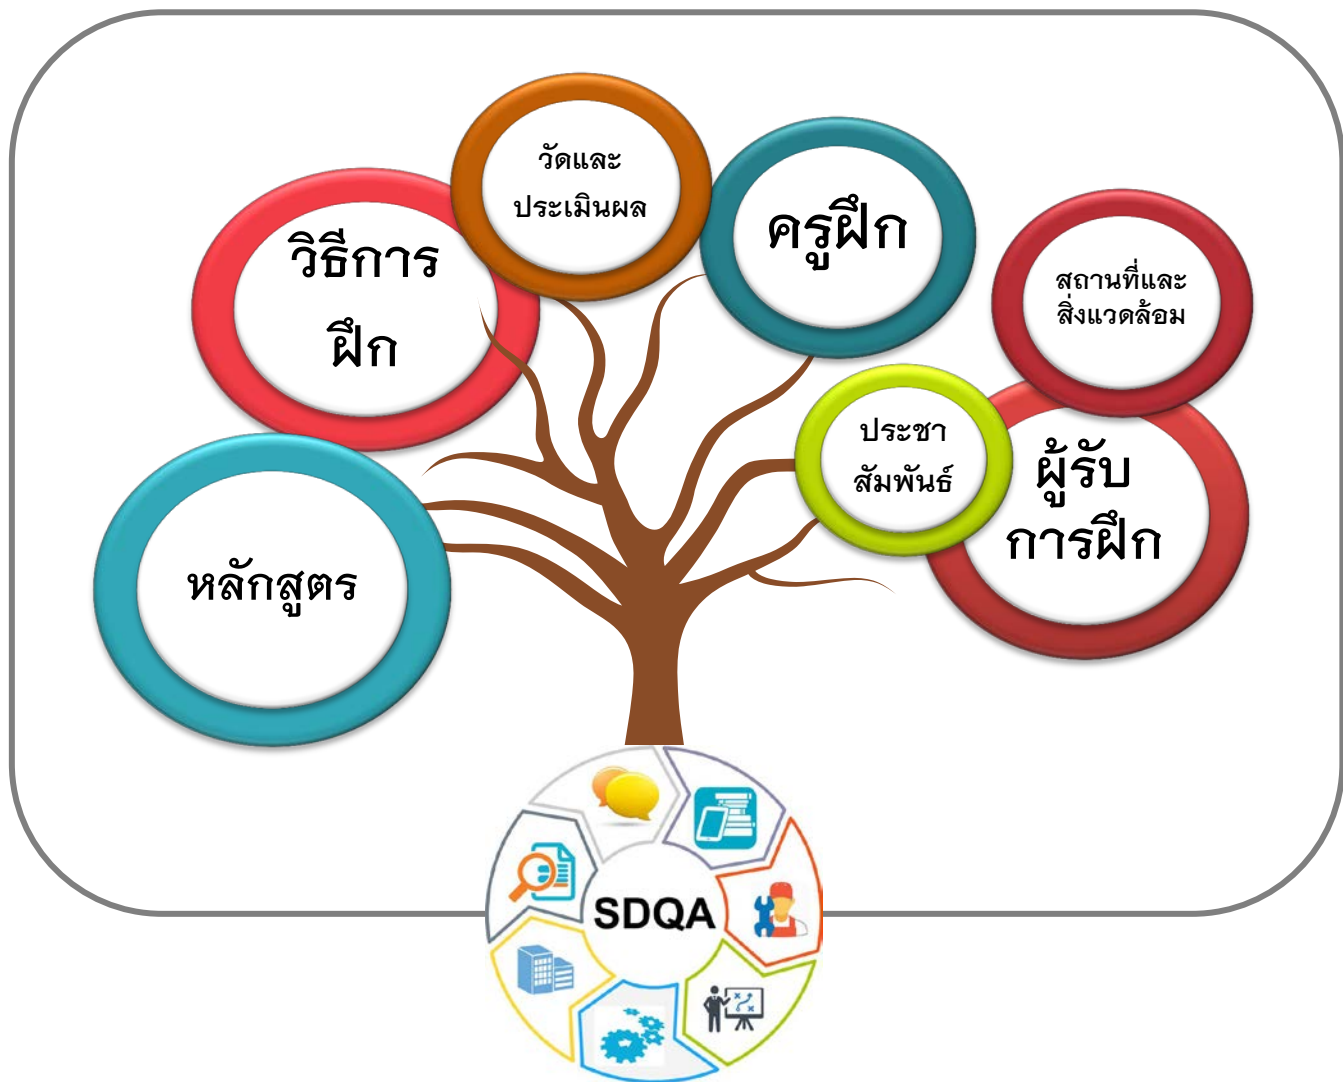 วัดและ
ประเมินผล
ครูฝึก
วิธีการ
ฝึก
สถานที่และ
สิ่งแวดล้อม
ประชา
สัมพันธ์
ผู้รับ
การฝึก
หลักสูตร
SDQA